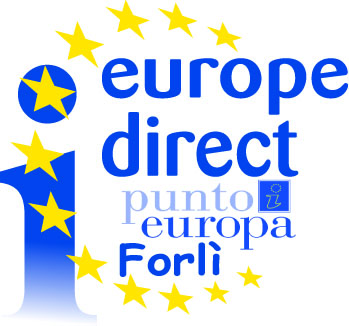 i
europe
direct
punto i
europa
Forlì